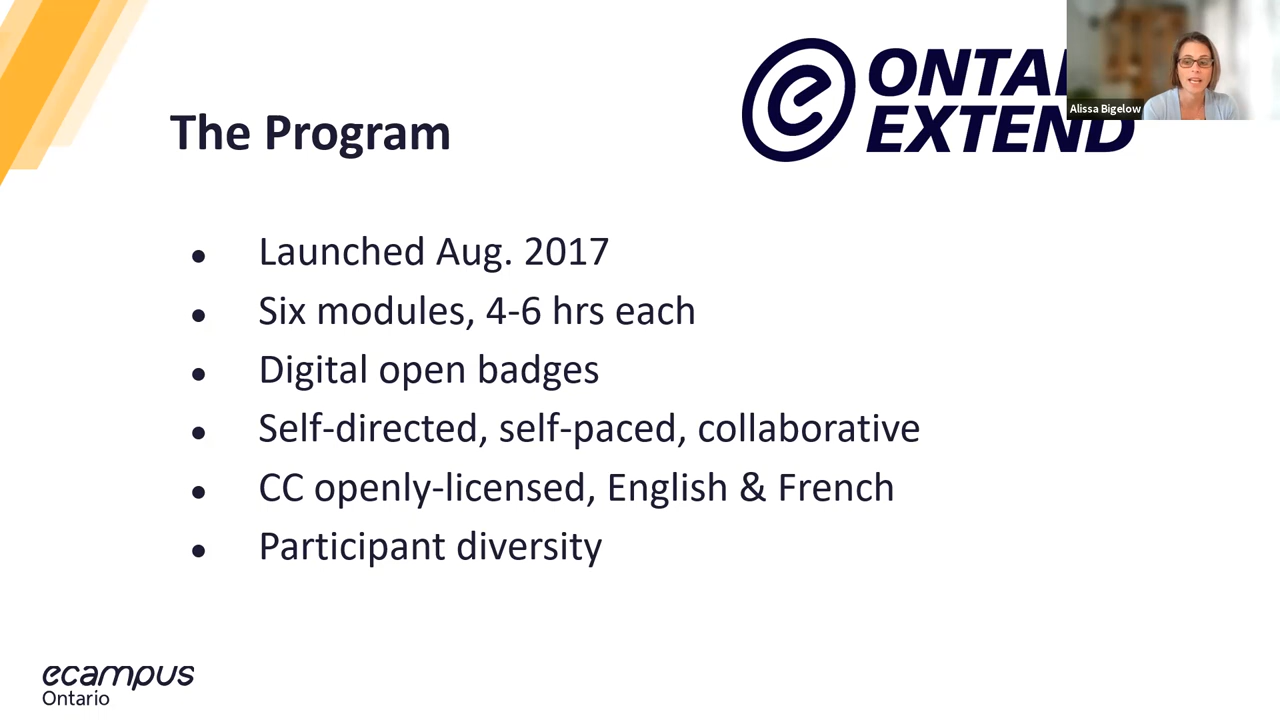 ONTA
EXTEND
Alissa Bigelow
The Program
● Launched Aug. 2017
● Six modules, 4-6 hrs each
● Digital open badges
● Self-directed, self-paced, collaborative
● CC openly-licensed, English & French
● Participant diversity
ecampus
Ontario